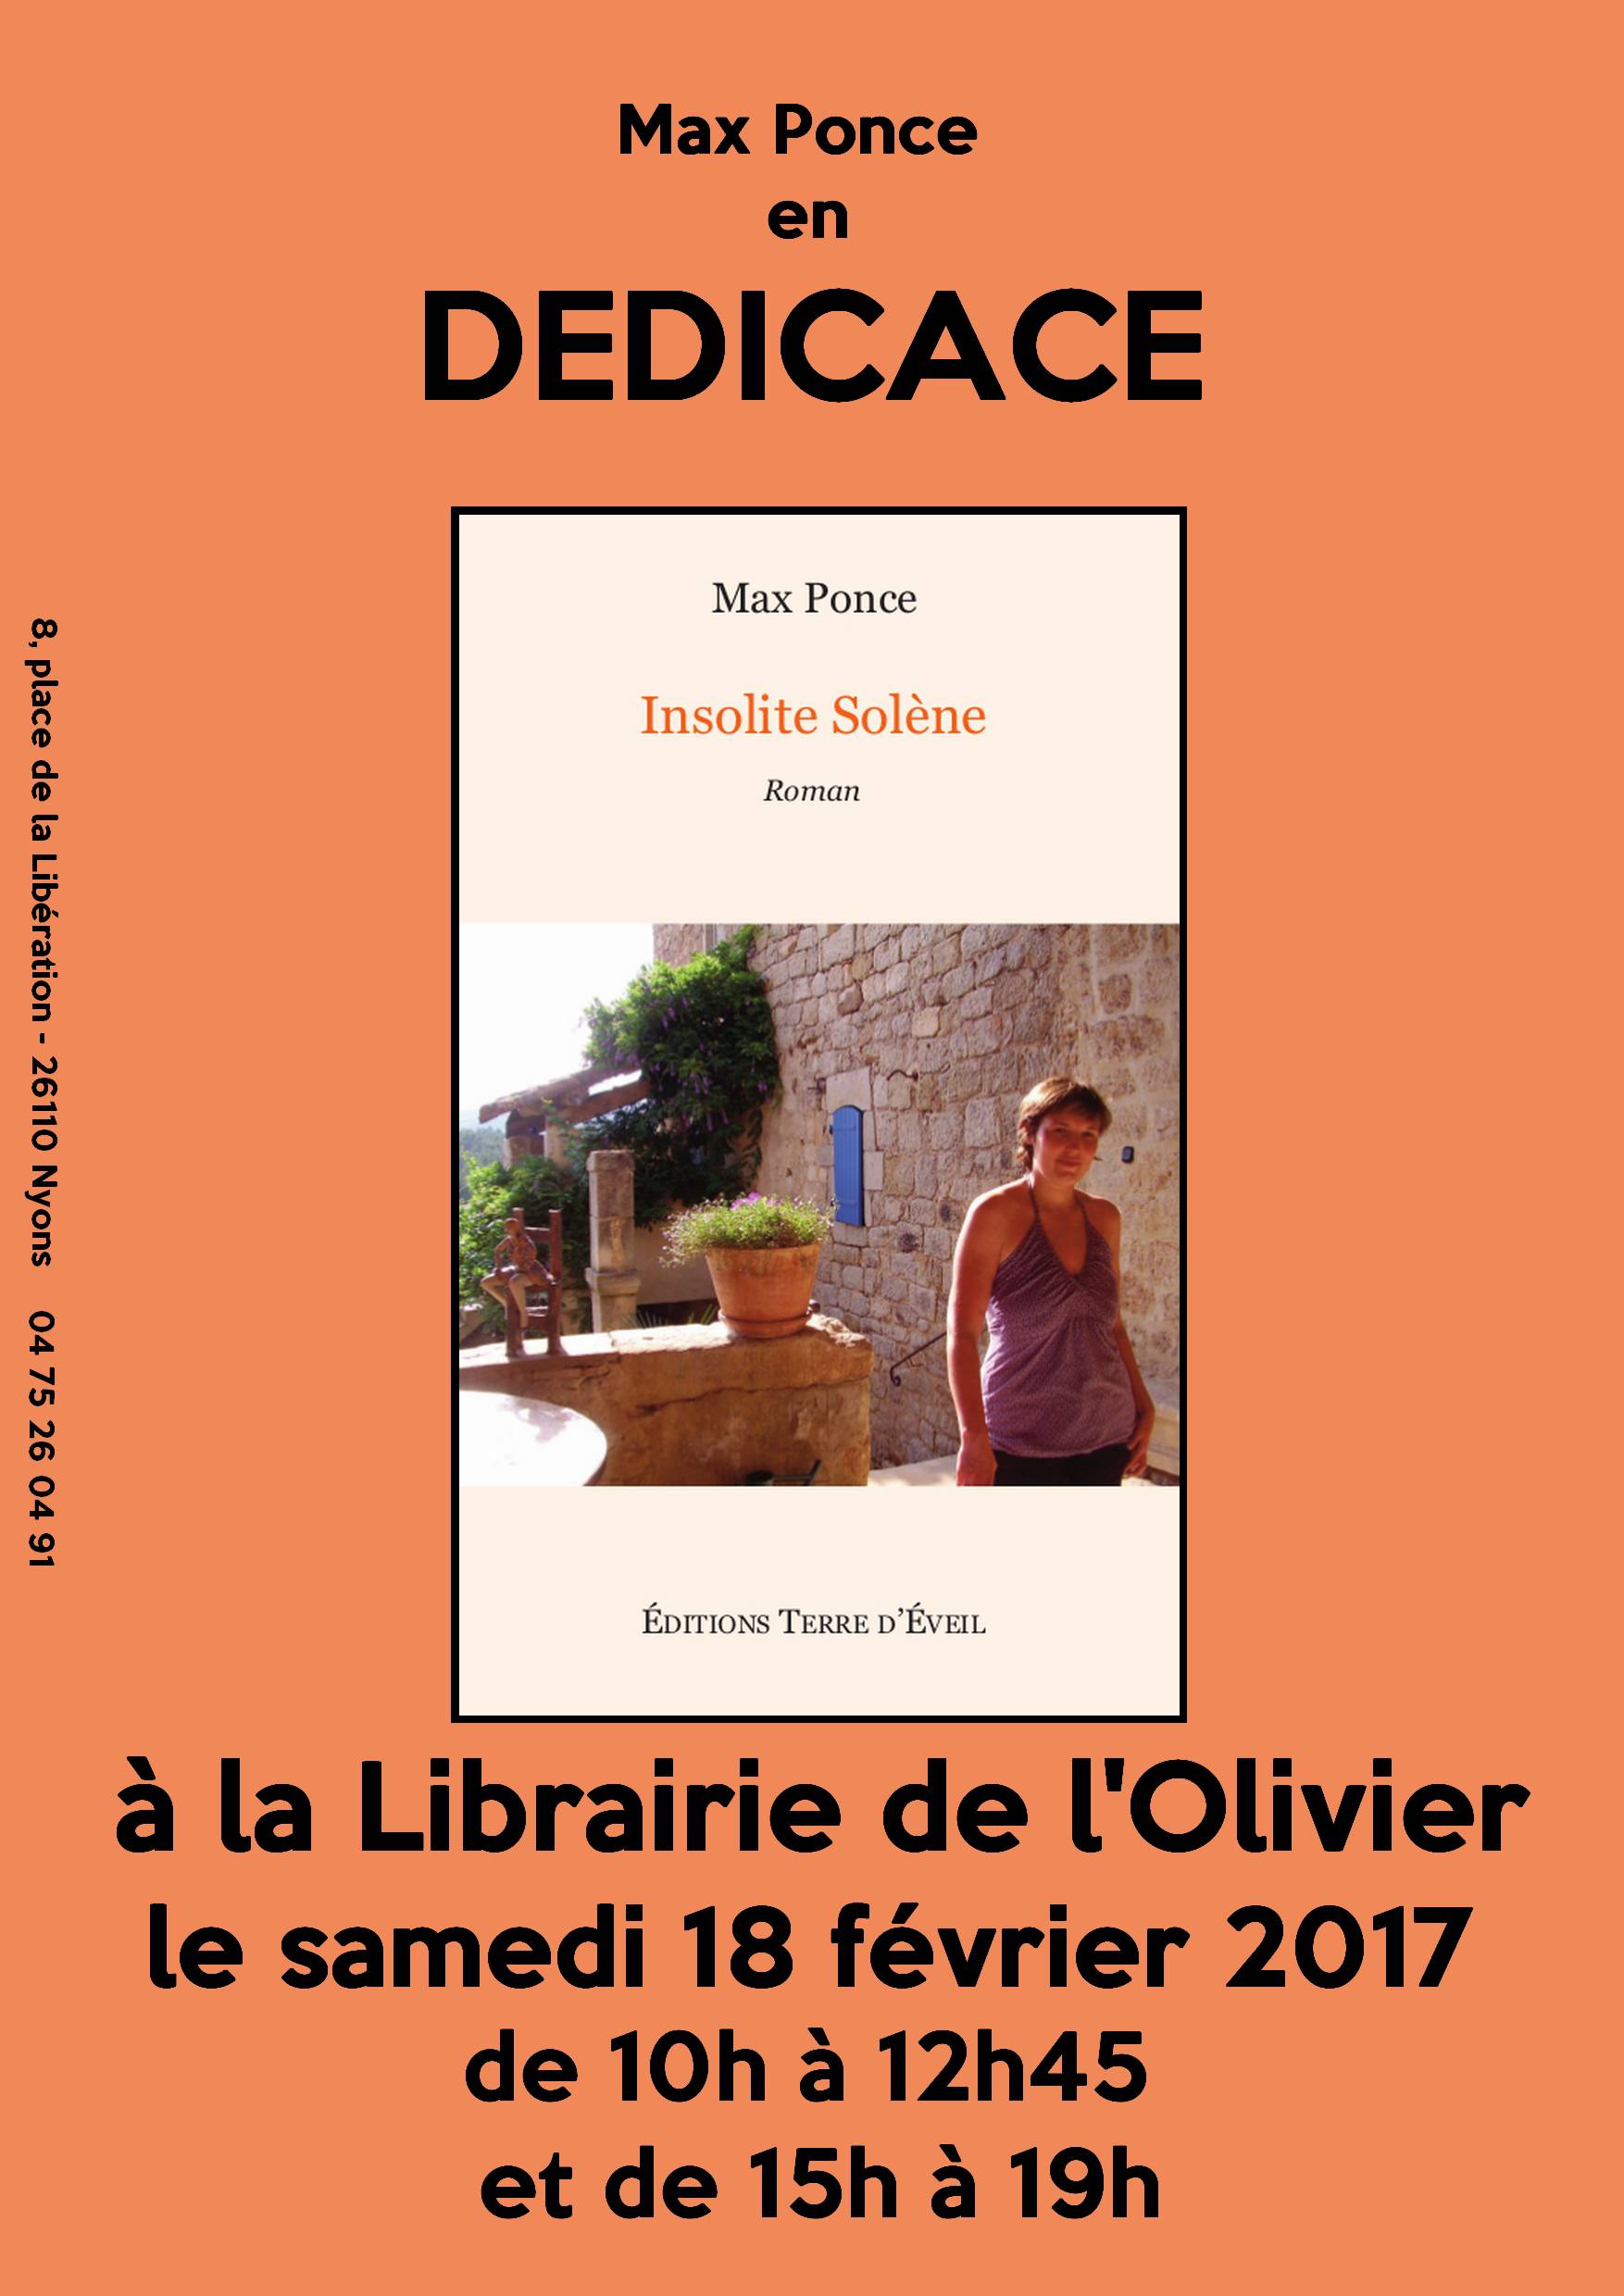 Max Ponce
en
DEDICACE
Max Ponce
Insolite Solène
Roman
ÉDITIONS TERRE D’ÉVEIL
8, place de la Libération - 26110 Nyons 04 75 26 04 91
à la Librairie de l'Olivier
le samedi 18 février 2017
de 10h à 12h45
et de 15h à 19h